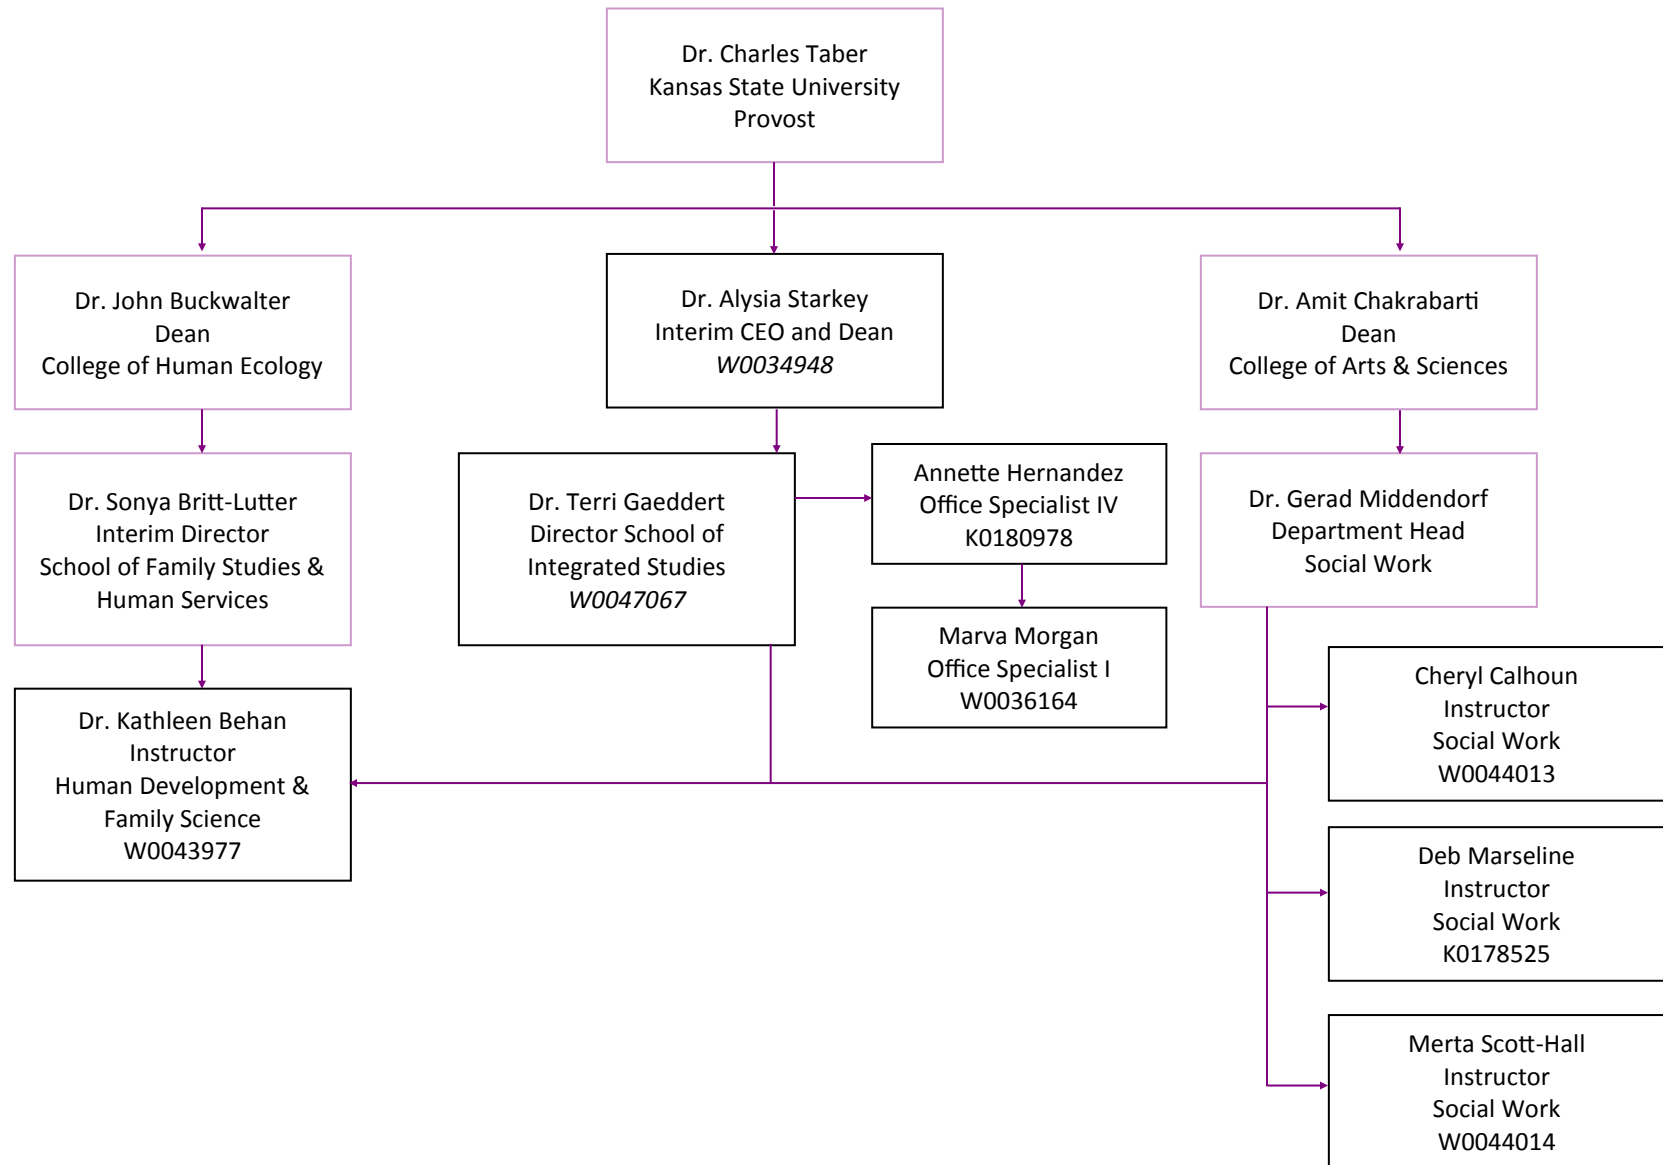 Dr. Charles Taber
Kansas State University
Provost
Dr. John Buckwalter
Dean
College of Human Ecology
Dr. Alysia Starkey
Interim CEO and Dean
W0034948
Dr. Amit Chakrabarti
Dean
College of Arts & Sciences
Dr. Sonya Britt-Lutter
Interim Director
School of Family Studies &
Human Services
Dr. Terri Gaeddert
Director School of
Integrated Studies
W0047067
Annette Hernandez
Office Specialist IV
K0180978
Dr. Gerad Middendorf
Department Head
Social Work
Marva Morgan
Office Specialist I
W0036164
Dr. Kathleen Behan
Instructor
Human Development &
Family Science
W0043977
Cheryl Calhoun
Instructor
Social Work
W0044013
Deb Marseline
Instructor
Social Work
K0178525
Merta Scott-Hall
Instructor
Social Work
W0044014